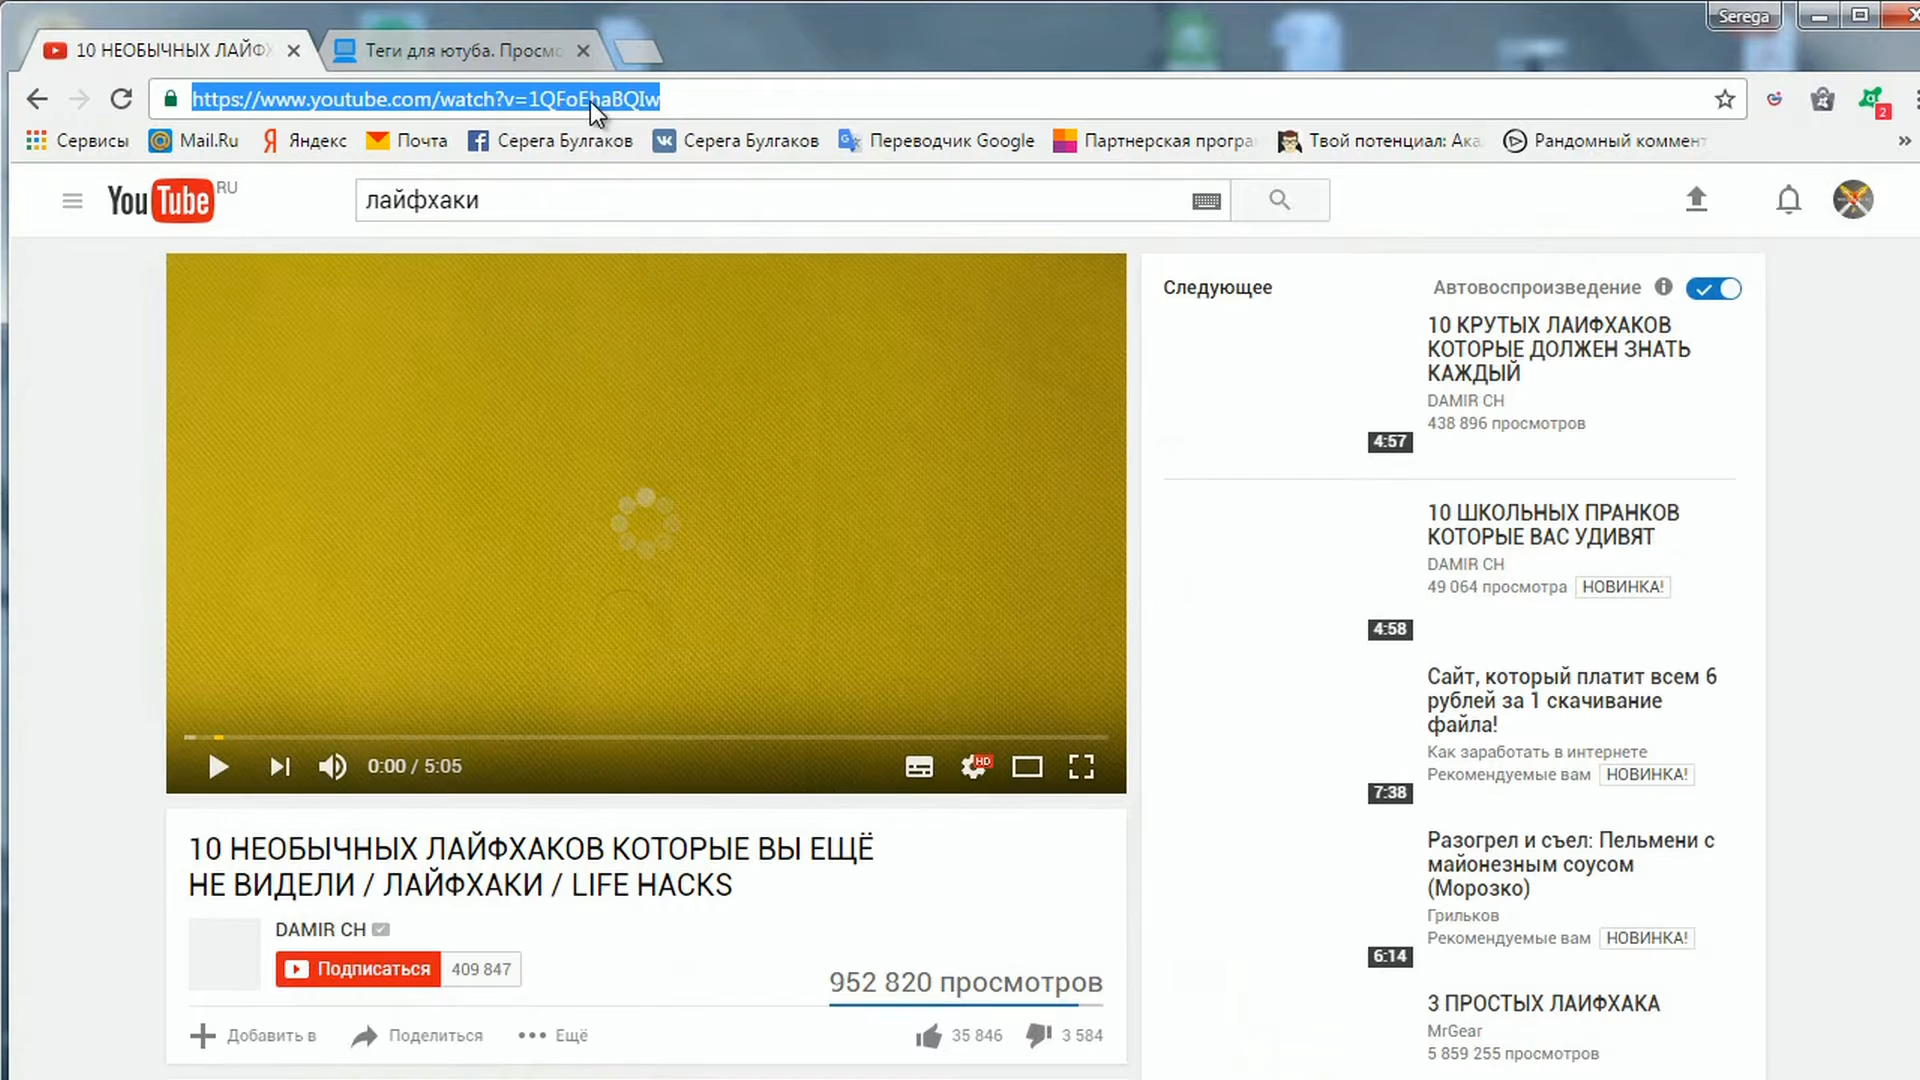 Serega
10 НЕОБЫЧНЫХ ЛАЙФХ
Теги для ютуба. Просмо
https://www.youtube.com/watch?v=1QFoEhaBQIw
2
Сервисы
Mail.Ru
Яндекс
Почта
Серега Булгаков
Серега Булгаков
Переводчик Google
Партнерская програ
Твой потенциал: Ака
Рандомный коммент
YouTube RU
лайфхаки
Следующее
Автовоспроизведение
10 КРУТЫХ ЛАЙФХАКОВ
КОТОРЫЕ ДОЛЖЕН ЗНАТЬ
КАЖДЫЙ
DAMIR CH
438 896 просмотров
4:57
10 ШКОЛЬНЫХ ПРАНКОВ
КОТОРЫЕ ВАС УДИВЯТ
DAMIR CH
49 064 просмотра НОВИНКА!
4:58
Сайт, который платит всем 6
рублей за 1 скачивание
файла!
Как заработать в интернете
Рекомендуемые вам НОВИНКА!
7:38
Разогрел и съел: Пельмени с
майонезным соусом
(Морозко)
Грильков
Рекомендуемые вам НОВИНКА!
6:14
3 ПРОСТЫХ ЛАЙФХАКА
MrGear
5 859 255 просмотров
0:00 / 5:05
HD
10 НЕОБЫЧНЫХ ЛАЙФХАКОВ КОТОРЫЕ ВЫ ЕЩЁ
НЕ ВИДЕЛИ / ЛАЙФХАКИ / LIFE HACKS
DAMIR CH
Подписаться 409 847
952 820 просмотров
Добавить в
Поделиться
Ещё
35 846
3 584